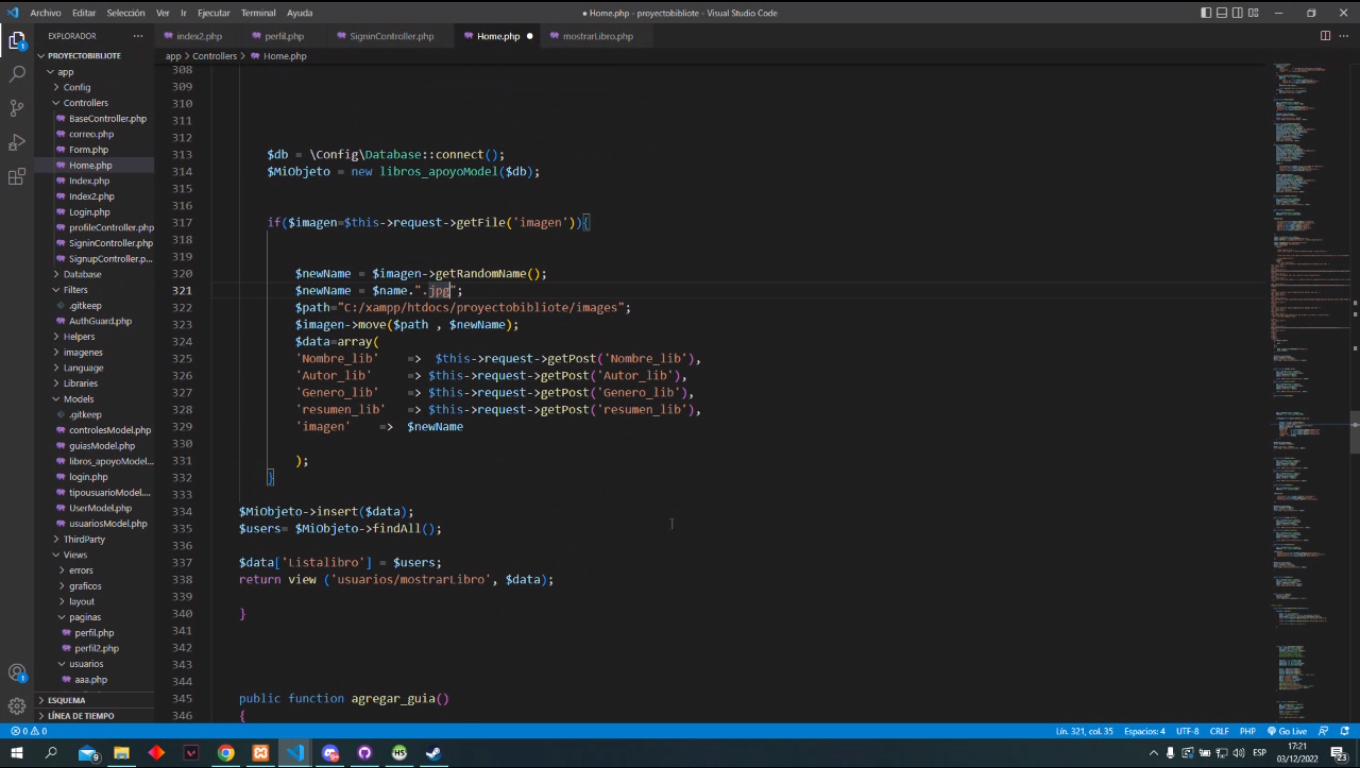 Archivo Editar Selección Ver Ir Ejecutar Terminal Ayuda
● Home.php - proyectobibliote - Visual Studio Code
EXPLORADOR
index2.php perfil.php SigninController.php Home.php mostrarLibro.php
PROYECTOBIBLIOTE
app > Controllers > Home.php
app
Config
Controllers
BaseController.php
correo.php
Form.php
Home.php
Index.php
Index2.php
Login.php
profileController.php
SigninController.php
SignupController.p...
Database
Filters
.gitkeep
AuthGuard.php
Helpers
imagenes
Language
Libraries
Models
.gitkeep
controlesModel.php
guiasModel.php
libros_apoyoModel...
login.php
tipousuarioModel....
UserModel.php
usuariosModel.php
ThirdParty
Views
errors
graficos
layout
paginas
perfil.php
perfil2.php
usuarios
aaa.php
ESQUEMA
LÍNEA DE TIEMPO
308
309
310
311
312
313 $db = \Config\Database::connect();
314 $MiObjeto = new libros_apoyoModel($db);
315
316
317 if($imagen=$this->request->getFile('imagen')){
318
319
320 $newName = $imagen->getRandomName();
321 $newName = $name.".jpg";
322 $path="C:/xampp/htdocs/proyectobibliote/images";
323 $imagen->move($path , $newName);
324 $data=array(
325 'Nombre_lib' => $this->request->getPost('Nombre_lib'),
326 'Autor_lib' => $this->request->getPost('Autor_lib'),
327 'Genero_lib' => $this->request->getPost('Genero_lib'),
328 'resumen_lib' => $this->request->getPost('resumen_lib'),
329 'imagen' => $newName
330
331 );
332 }
333
334 $MiObjeto->insert($data);
335 $users= $MiObjeto->findAll();
336
337 $data['Listalibro'] = $users;
338 return view ('usuarios/mostrarLibro', $data);
339
340 }
341
342
343
344
345 public function agregar_guia()
346 {
0 0 Lín. 321, col. 35 Espacios: 4 UTF-8 CRLF PHP Go Live
ESP 17:21
03/12/2022 23